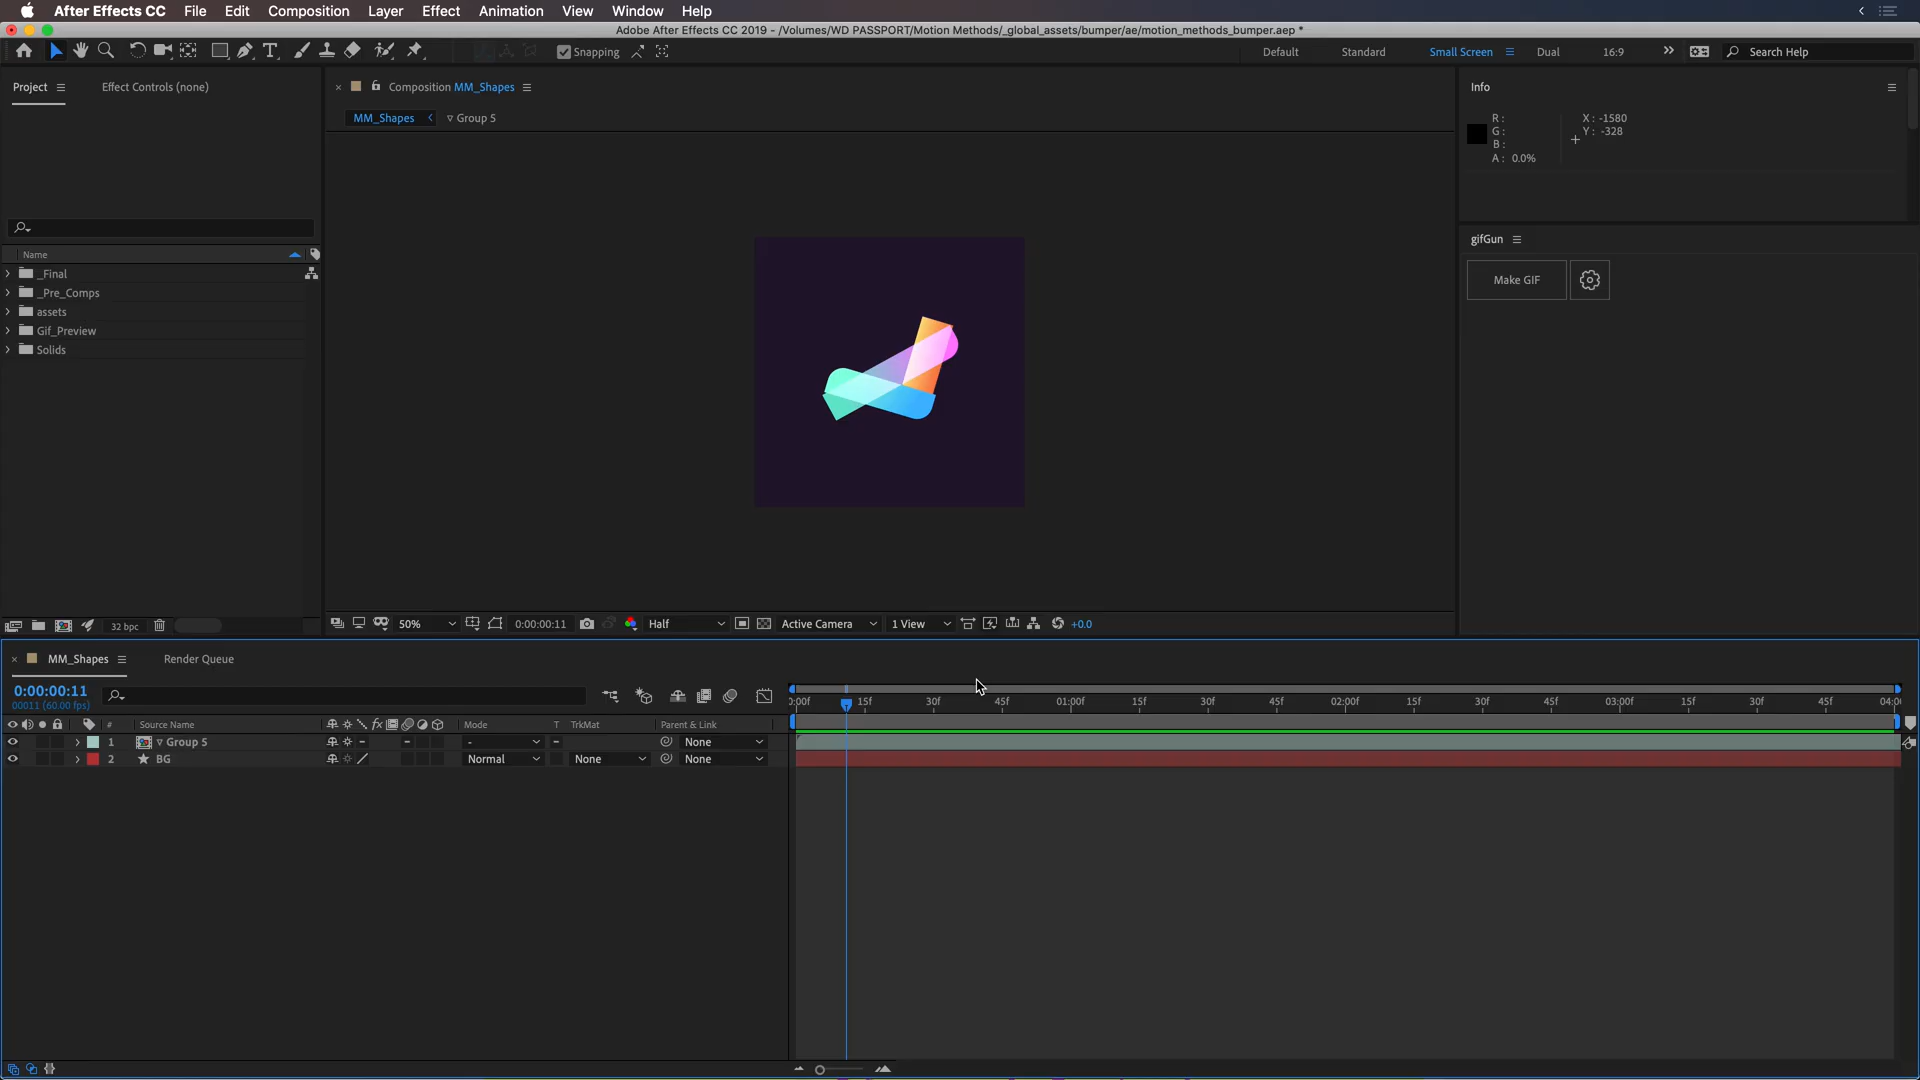 After Effects CC File Edit Composition Layer Effect Animation View Window Help
Adobe After Effects CC 2019 - /Volumes/WD PASSPORT/Motion Methods/_global_assets/bumper/ae/motion_methods_bumper.aep *
Snapping Default Standard Small Screen Dual 16:9 Search Help
Project Effect Controls (none)
Composition MM_Shapes
MM_Shapes Group 5
Info
R :
G :
B :
A : 0.0%
X : -1580
Y : -328
gifGun
Make GIF
Name
_Final
_Pre_Comps
assets
Gif_Preview
Solids
32 bpc
50% 0:00:00:11 Half Active Camera 1 View +0.0
MM_Shapes Render Queue
0:00:00:11
00011 (60.00 fps)
:00f 15f 30f 45f 01:00f 15f 30f 45f 02:00f 15f 30f 45f 03:00f 15f 30f 45f 04:00
# Source Name fx Mode T TrkMat Parent & Link
1 Group 5 - None
2 BG Normal None None